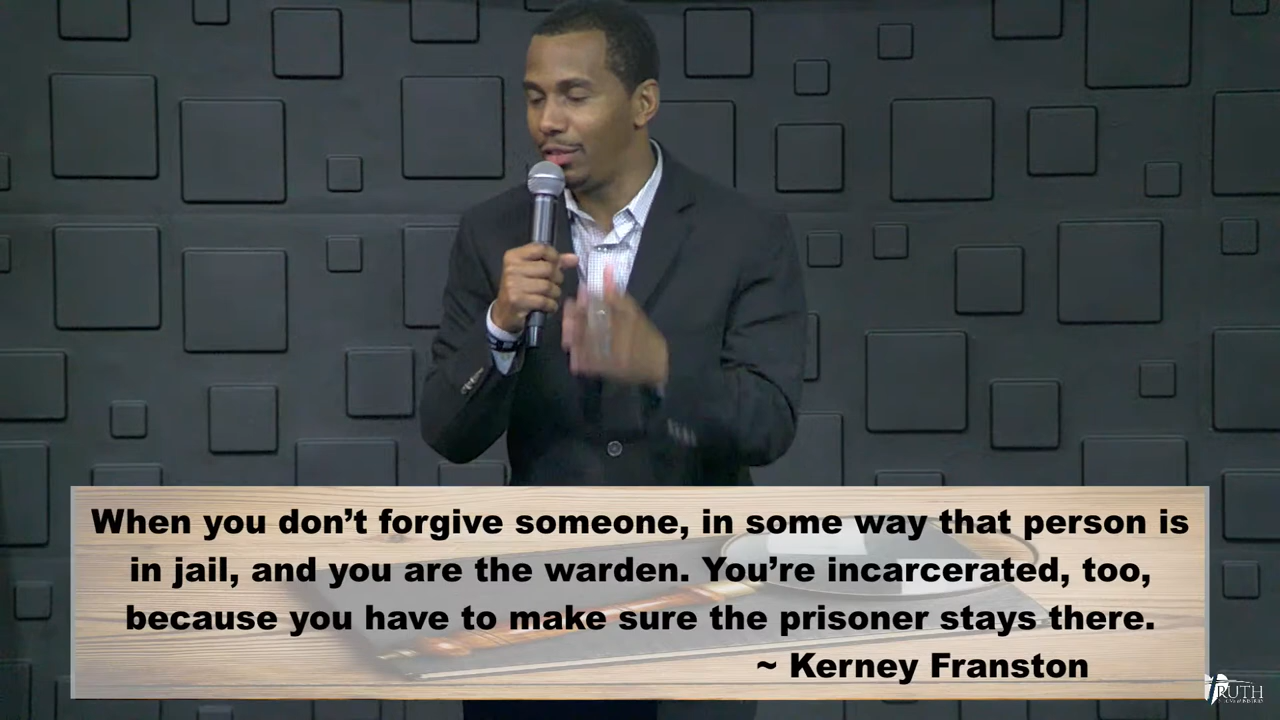 When you don’t forgive someone, in some way that person is
in jail, and you are the warden. You’re incarcerated, too,
because you have to make sure the prisoner stays there.
~ Kerney Franston
TRUTH